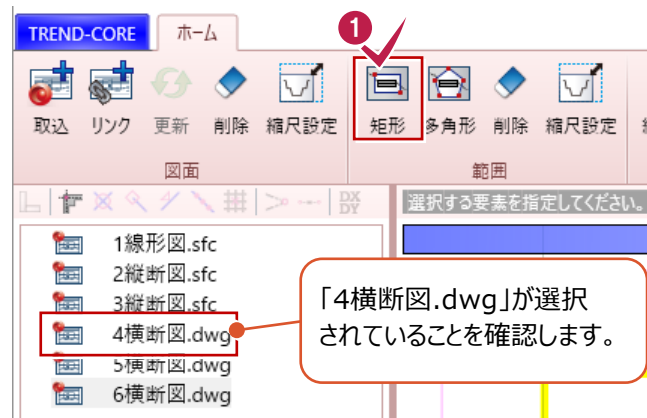 TREND-CORE ホーム
1
取込 リンク 更新 削除 縮尺設定 矩形 多角形 削除 縮尺設定
図面 範囲
DX
DY
選択する要素を指定してください。
1線形図.sfc
2縦断図.sfc
3縦断図.sfc
4横断図.dwg
5横断図.dwg
6横断図.dwg
「4横断図.dwg」が選択
されていることを確認します。